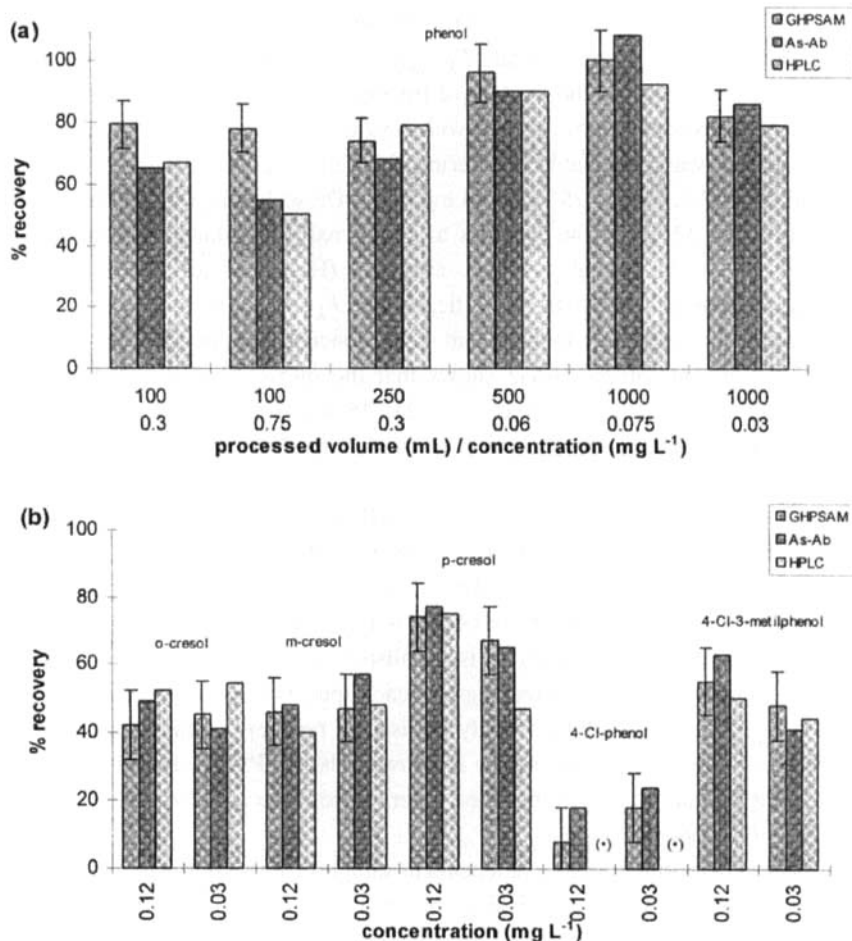 (a)
phenol
GHPSAM
As-Ab
HPLC
% recovery
100
80
60
40
20
0
100 100 250 500 1000 1000
0.3 0.75 0.3 0.06 0.075 0.03
processed volume (mL) / concentration (mg L⁻¹)
(b)
GHPSAM
As-Ab
HPLC
% recovery
100
80
60
40
20
0
o-cresol
m-cresol
p-cresol
4-Cl-phenol
4-Cl-3-metilphenol
(*)
(*)
0.12 0.03 0.12 0.03 0.12 0.03 0.12 0.03 0.12 0.03
concentration (mg L⁻¹)